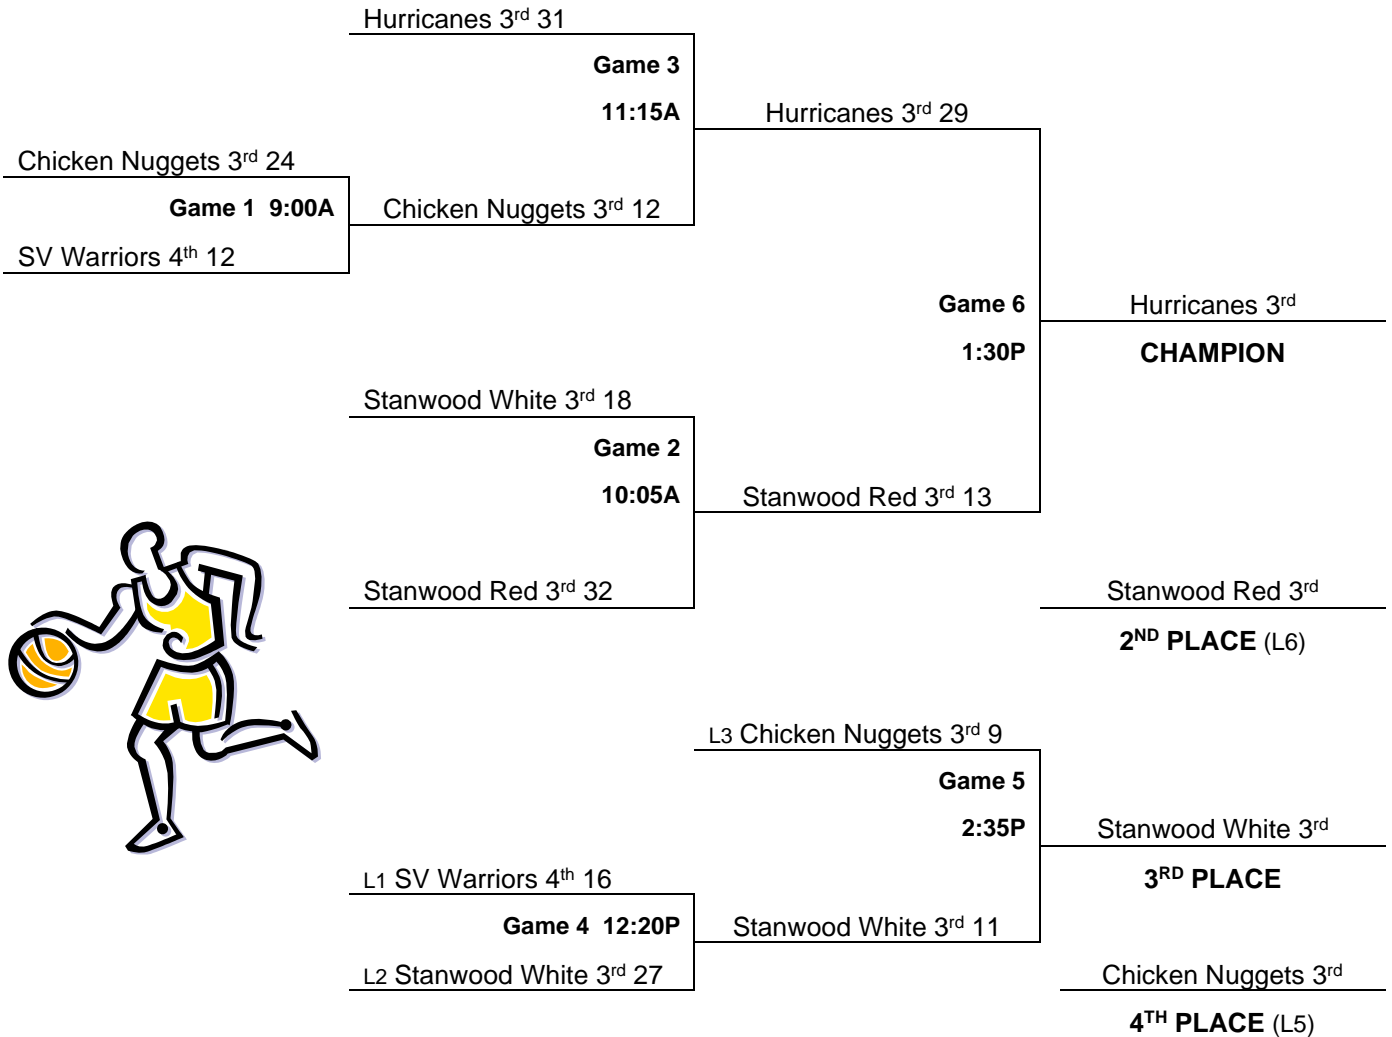 Hurricanes 3rd 31
Game 3
11:15A
Hurricanes 3rd 29
Chicken Nuggets 3rd 24
Game 1 9:00A
Chicken Nuggets 3rd 12
SV Warriors 4th 12
Game 6
1:30P
Hurricanes 3rd
CHAMPION
Stanwood White 3rd 18
Game 2
10:05A
Stanwood Red 3rd 13
Stanwood Red 3rd 32
Stanwood Red 3rd
2ND PLACE (L6)
L3 Chicken Nuggets 3rd 9
Game 5
2:35P
Stanwood White 3rd
3RD PLACE
L1 SV Warriors 4th 16
Game 4 12:20P
Stanwood White 3rd 11
L2 Stanwood White 3rd 27
Chicken Nuggets 3rd
4TH PLACE (L5)